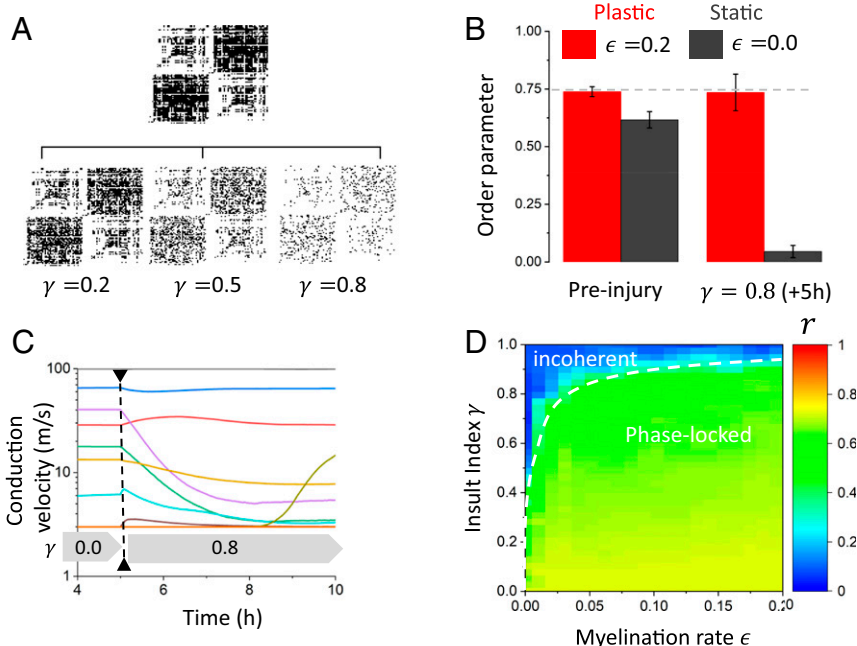 A
γ =0.2
γ =0.5
γ =0.8
B
Plastic
Static
ϵ =0.2
ϵ =0.0
Order parameter
1.00
0.75
0.50
0.25
0.00
Pre-injury
γ = 0.8 (+5h)
C
Conduction
velocity (m/s)
100
10
1
γ
0.0
0.8
4
6
8
10
Time (h)
D
r
incoherent
Phase-locked
Insult Index γ
1.0
0.8
0.6
0.4
0.2
0.0
0.00
0.05
0.10
0.15
0.20
Myelination rate ϵ
1
0.8
0.6
0.4
0.2
0